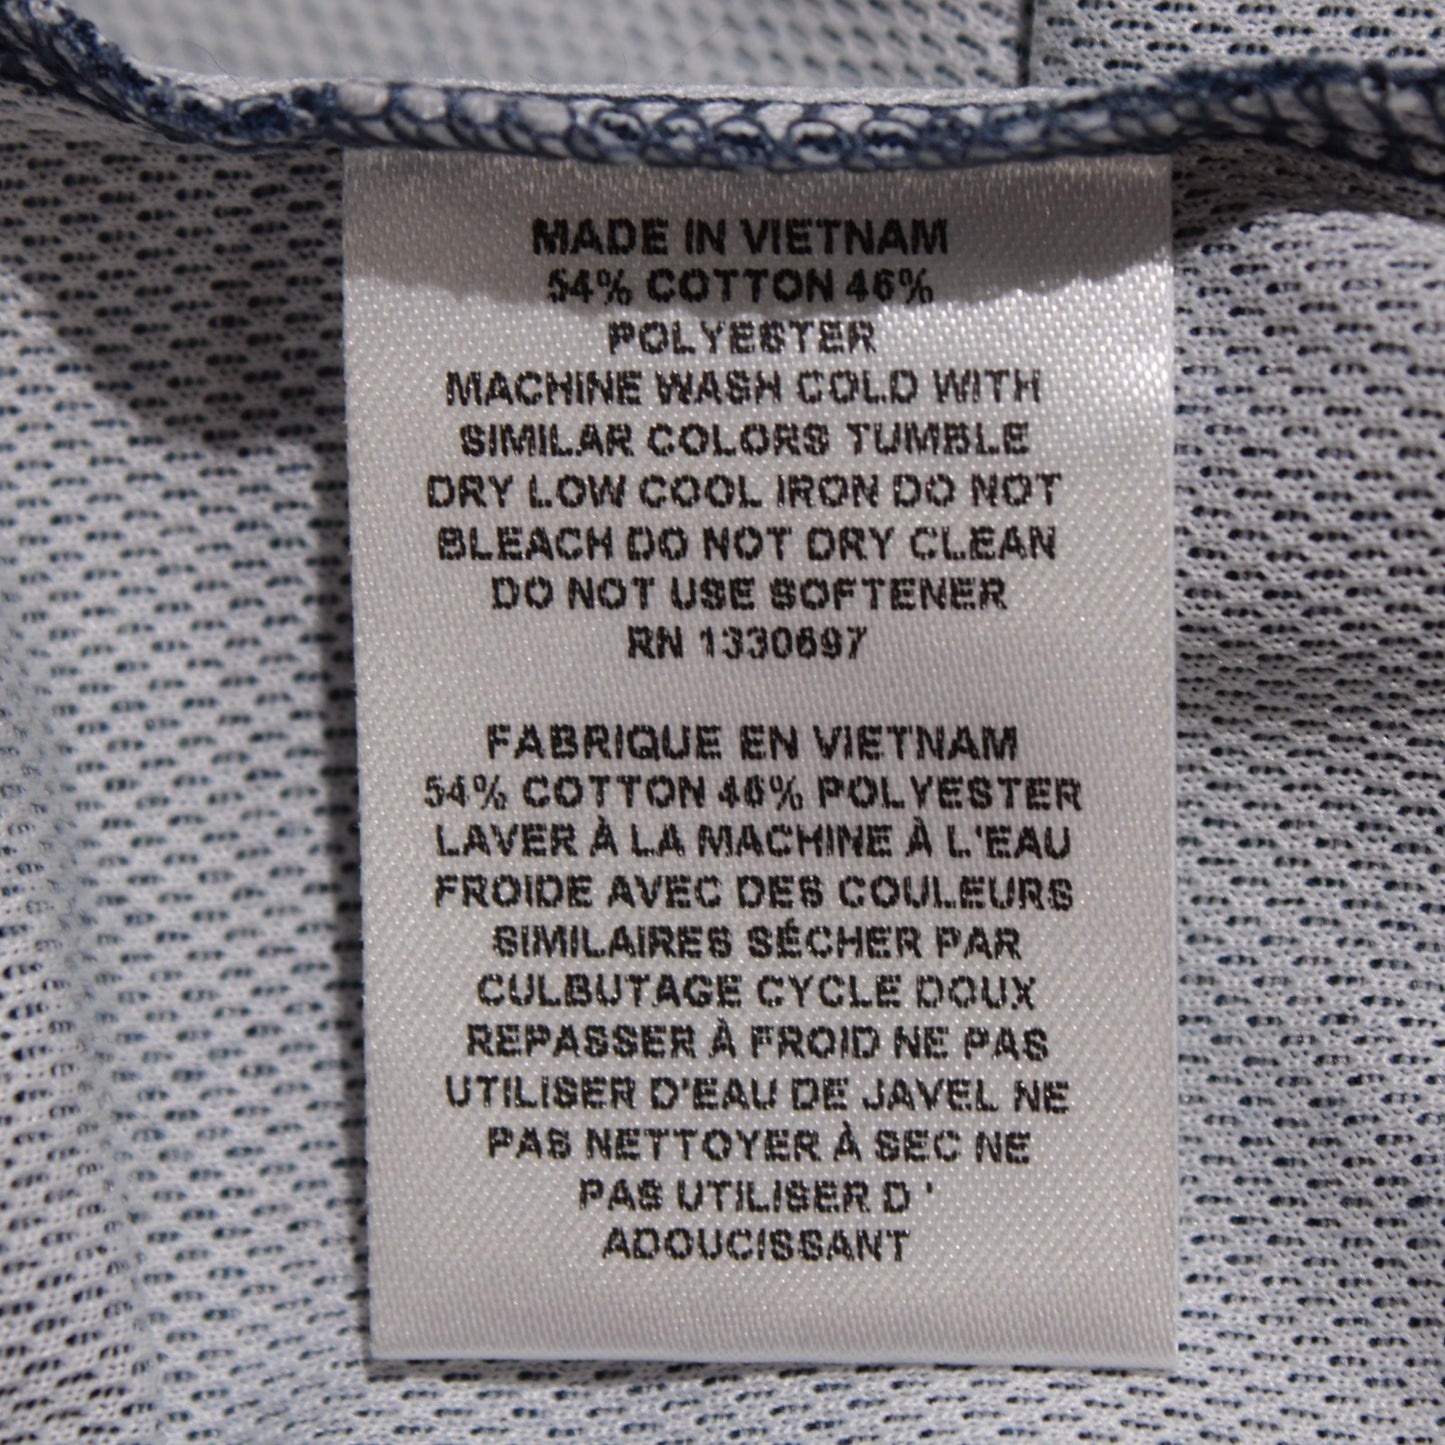 MADE IN VIETNAM
54% COTTON 46%
POLYESTER
MACHINE WASH COLD WITH
SIMILAR COLORS TUMBLE
DRY LOW COOL IRON DO NOT
BLEACH DO NOT DRY CLEAN
DO NOT USE SOFTENER
RN 1330697
FABRIQUE EN VIETNAM
54% COTTON 46% POLYESTER
LAVER À LA MACHINE À L'EAU
FROIDE AVEC DES COULEURS
SIMILAIRES SÉCHER PAR
CULBUTAGE CYCLE DOUX
REPASSER À FROID NE PAS
UTILISER D'EAU DE JAVEL NE
PAS NETTOYER À SEC NE
PAS UTILISER D '
ADOUCISSANT